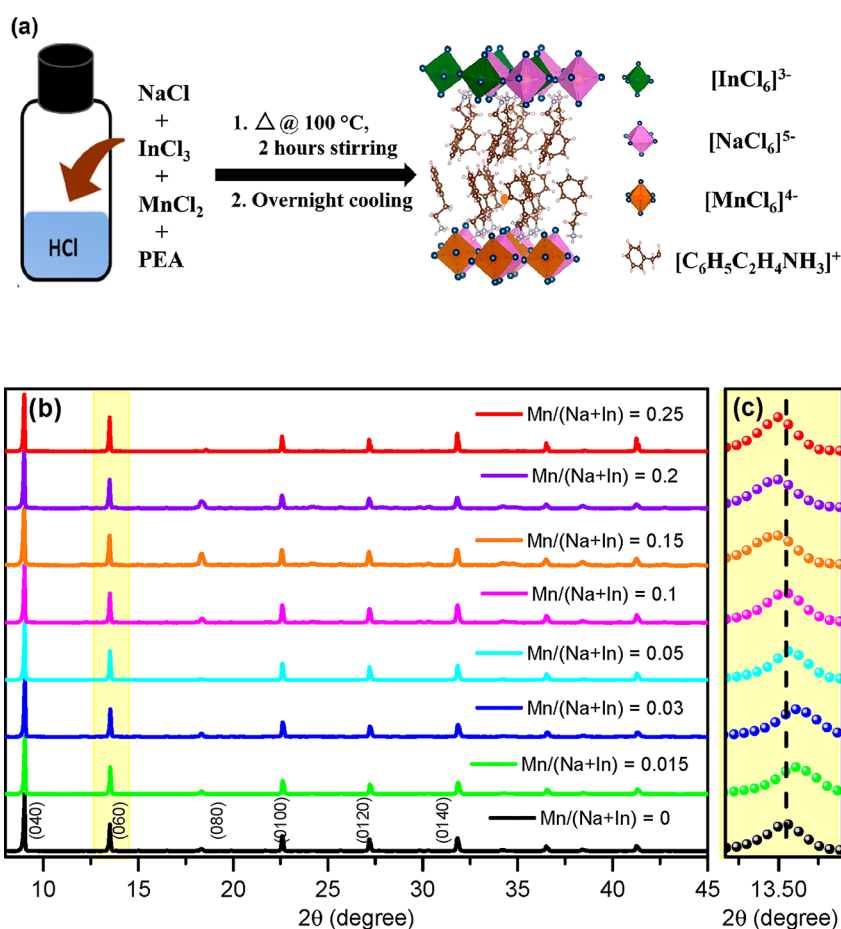 (a)
NaCl
+
InCl3
+
MnCl2
+
PEA
HCl
1. △ @ 100 °C,
2 hours stirring
2. Overnight cooling
[InCl6]3-
[NaCl6]5-
[MnCl6]4-
[C6H5C2H4NH3]+
(b)
(c)
Mn/(Na+In) = 0.25
Mn/(Na+In) = 0.2
Mn/(Na+In) = 0.15
Mn/(Na+In) = 0.1
Mn/(Na+In) = 0.05
Mn/(Na+In) = 0.03
Mn/(Na+In) = 0.015
Mn/(Na+In) = 0
(040)
(060)
(080)
(0100)
(0120)
(0140)
10 15 20 25 30 35 40 45
13.50
2θ (degree)
2θ (degree)